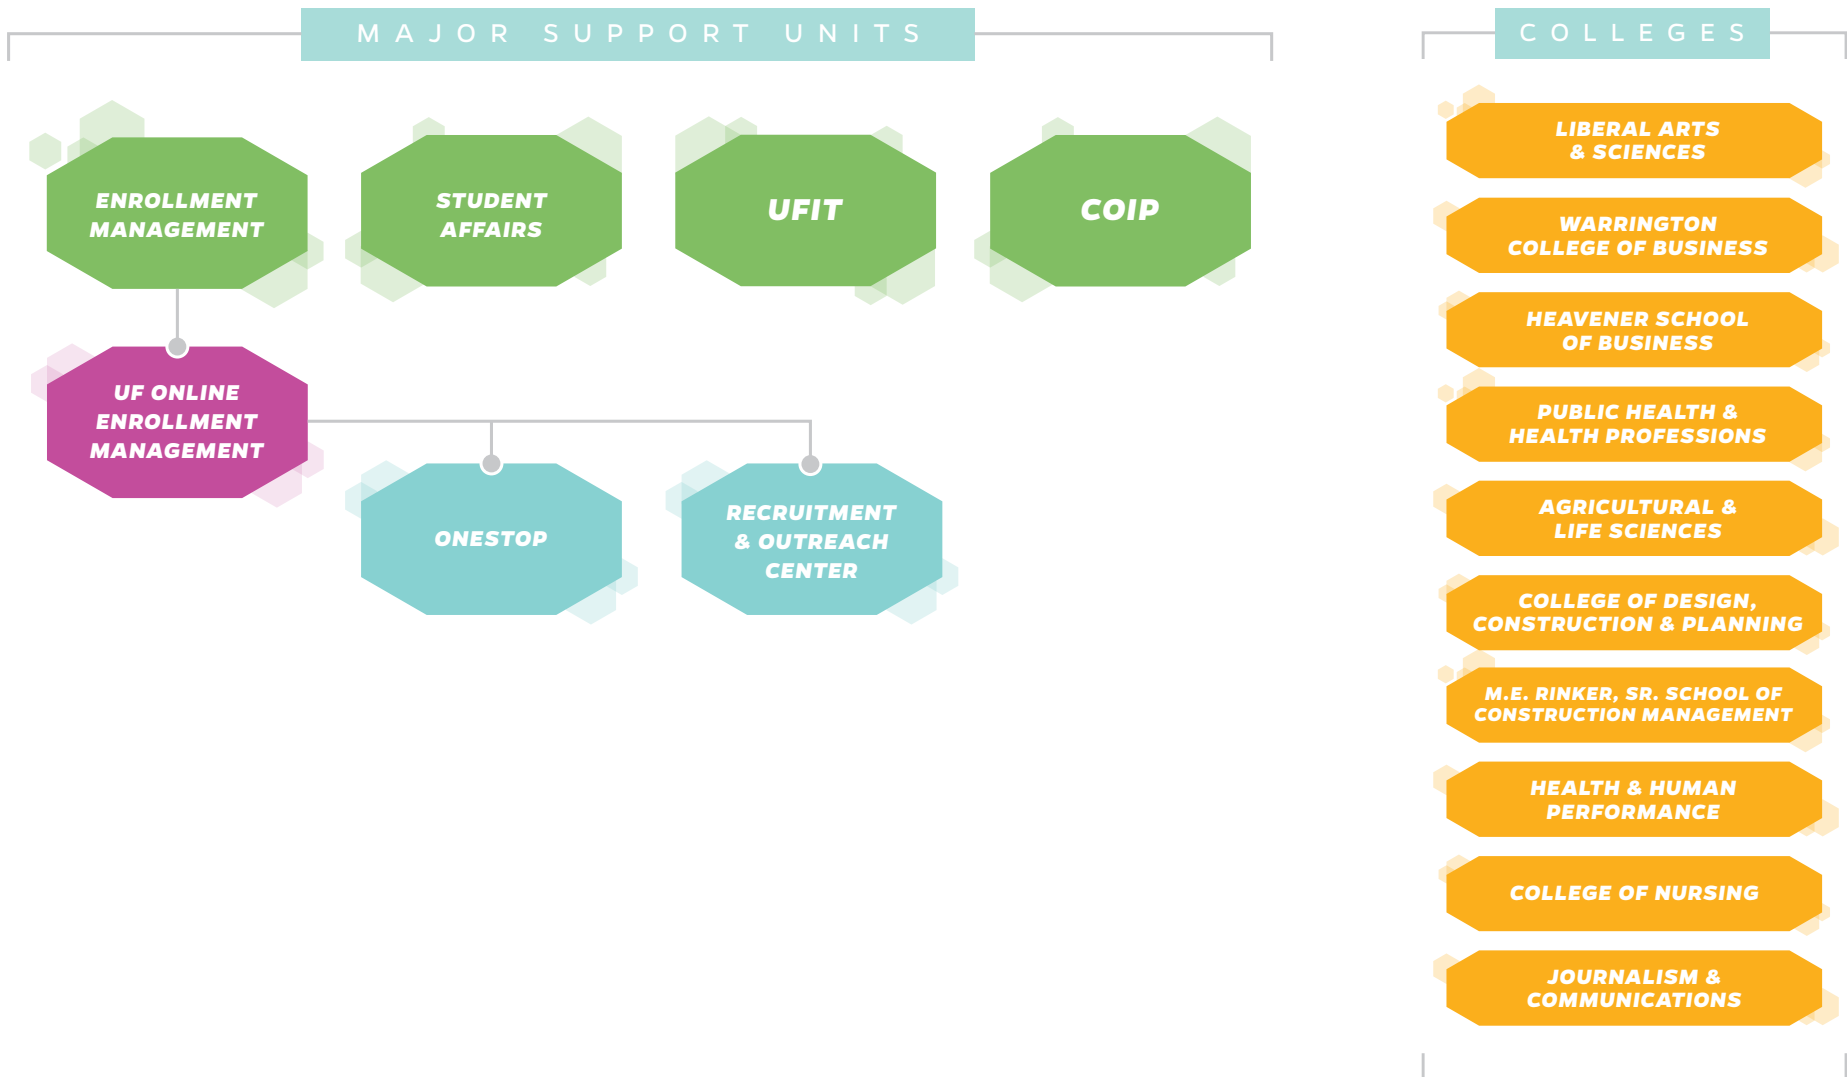 MAJOR SUPPORT UNITS
ENROLLMENT
MANAGEMENT
STUDENT
AFFAIRS
UFIT
COIP
UF ONLINE
ENROLLMENT
MANAGEMENT
ONESTOP
RECRUITMENT
& OUTREACH
CENTER
COLLEGES
LIBERAL ARTS
& SCIENCES
WARRINGTON
COLLEGE OF BUSINESS
HEAVENER SCHOOL
OF BUSINESS
PUBLIC HEALTH &
HEALTH PROFESSIONS
AGRICULTURAL &
LIFE SCIENCES
COLLEGE OF DESIGN,
CONSTRUCTION & PLANNING
M.E. RINKER, SR. SCHOOL OF
CONSTRUCTION MANAGEMENT
HEALTH & HUMAN
PERFORMANCE
COLLEGE OF NURSING
JOURNALISM &
COMMUNICATIONS